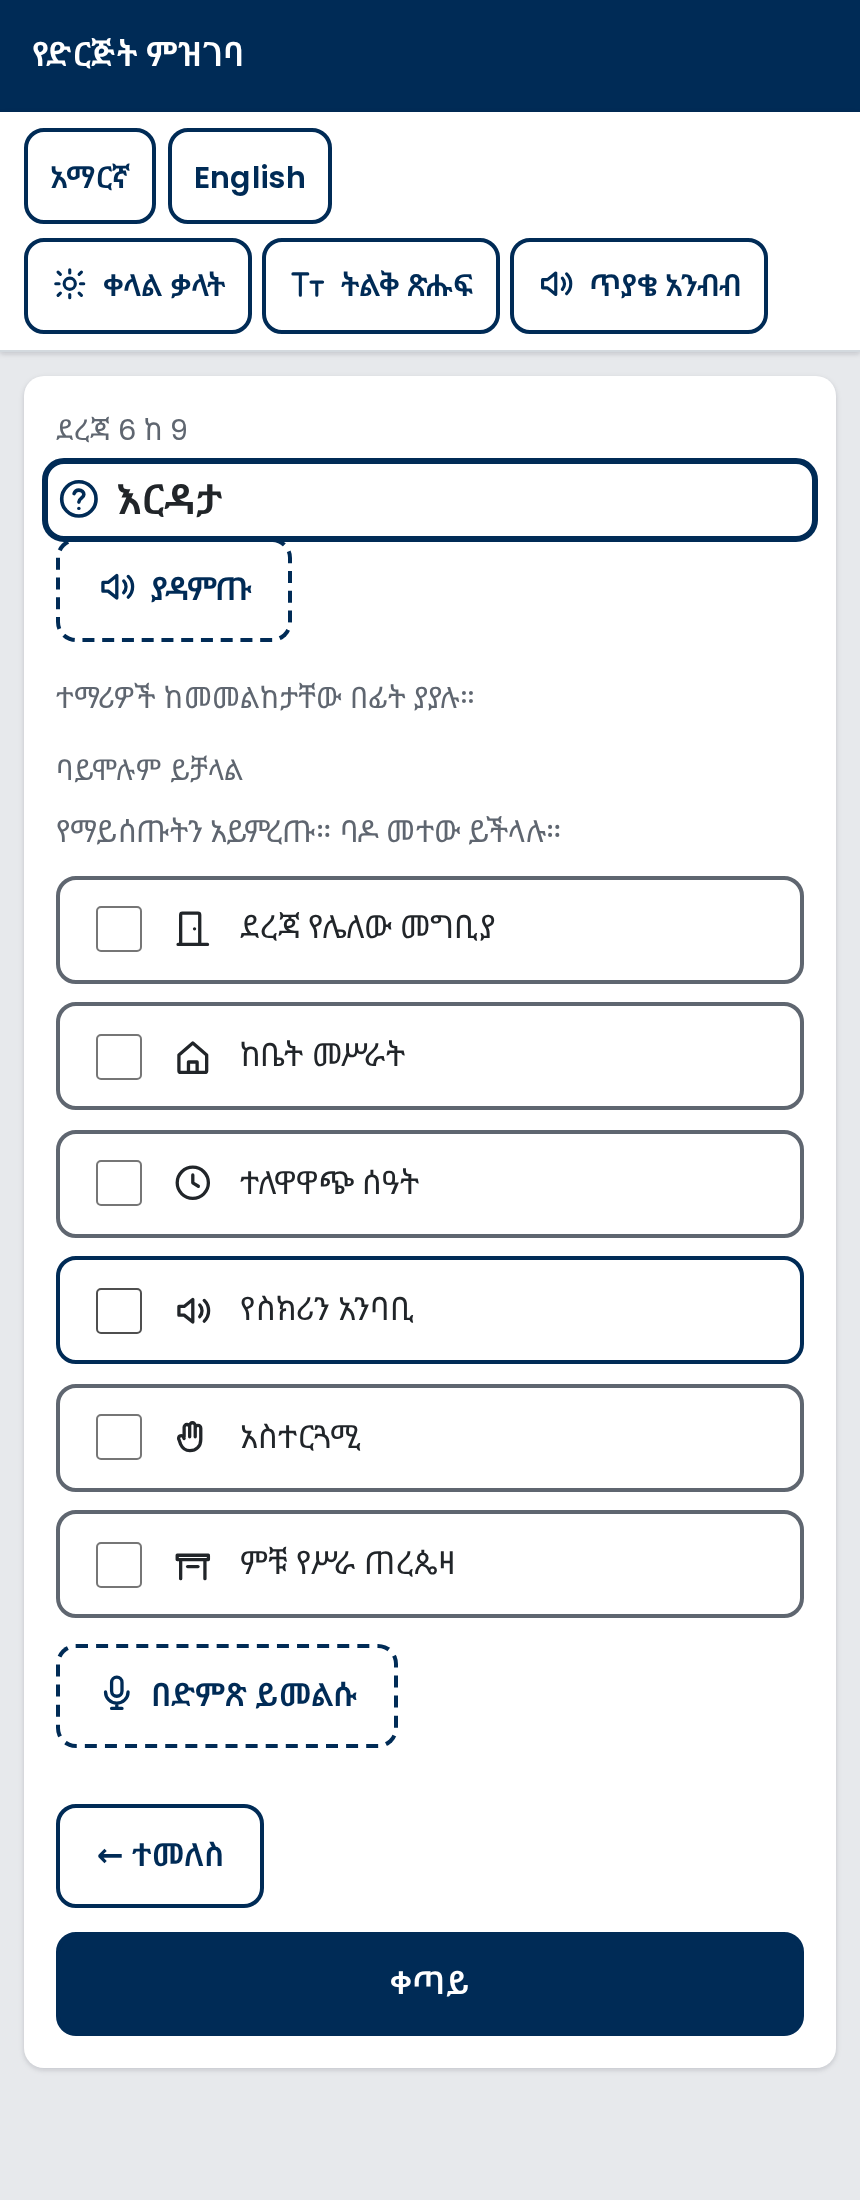 የድርጅት ምዝገባ
አማርኛ
English
ቀላል ቃላት
ትልቅ ጽሑፍ
ጥያቄ አንብብ
ደረጃ 6 ከ 9
እርዳታ
ያዳምጡ
ተማሪዎች ከመመልከታቸው በፊት ያያሉ።
ባይሞሉም ይቻላል
የማይሰጡትን አይምረጡ። ባዶ መተው ይችላሉ።
ደረጃ የሌለው መግቢያ
ከቤት መሥራት
ተለዋዋጭ ሰዓት
የስክሪን አንባቢ
አስተርጓሚ
ምቹ የሥራ ጠረጴዛ
በድምጽ ይመልሱ
← ተመለስ
ቀጣይ